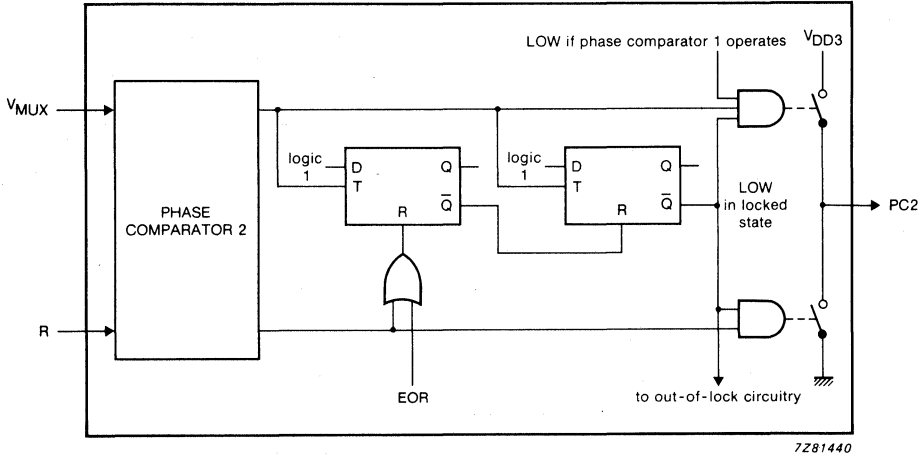 LOW if phase comparator 1 operates
VDD3
VMUX
logic
1
D
Q
T
R
Q̅
logic
1
D
Q
T
R
Q̅
LOW
in locked
state
PC2
PHASE
COMPARATOR 2
R
EOR
to out-of-lock circuitry
7Z81440